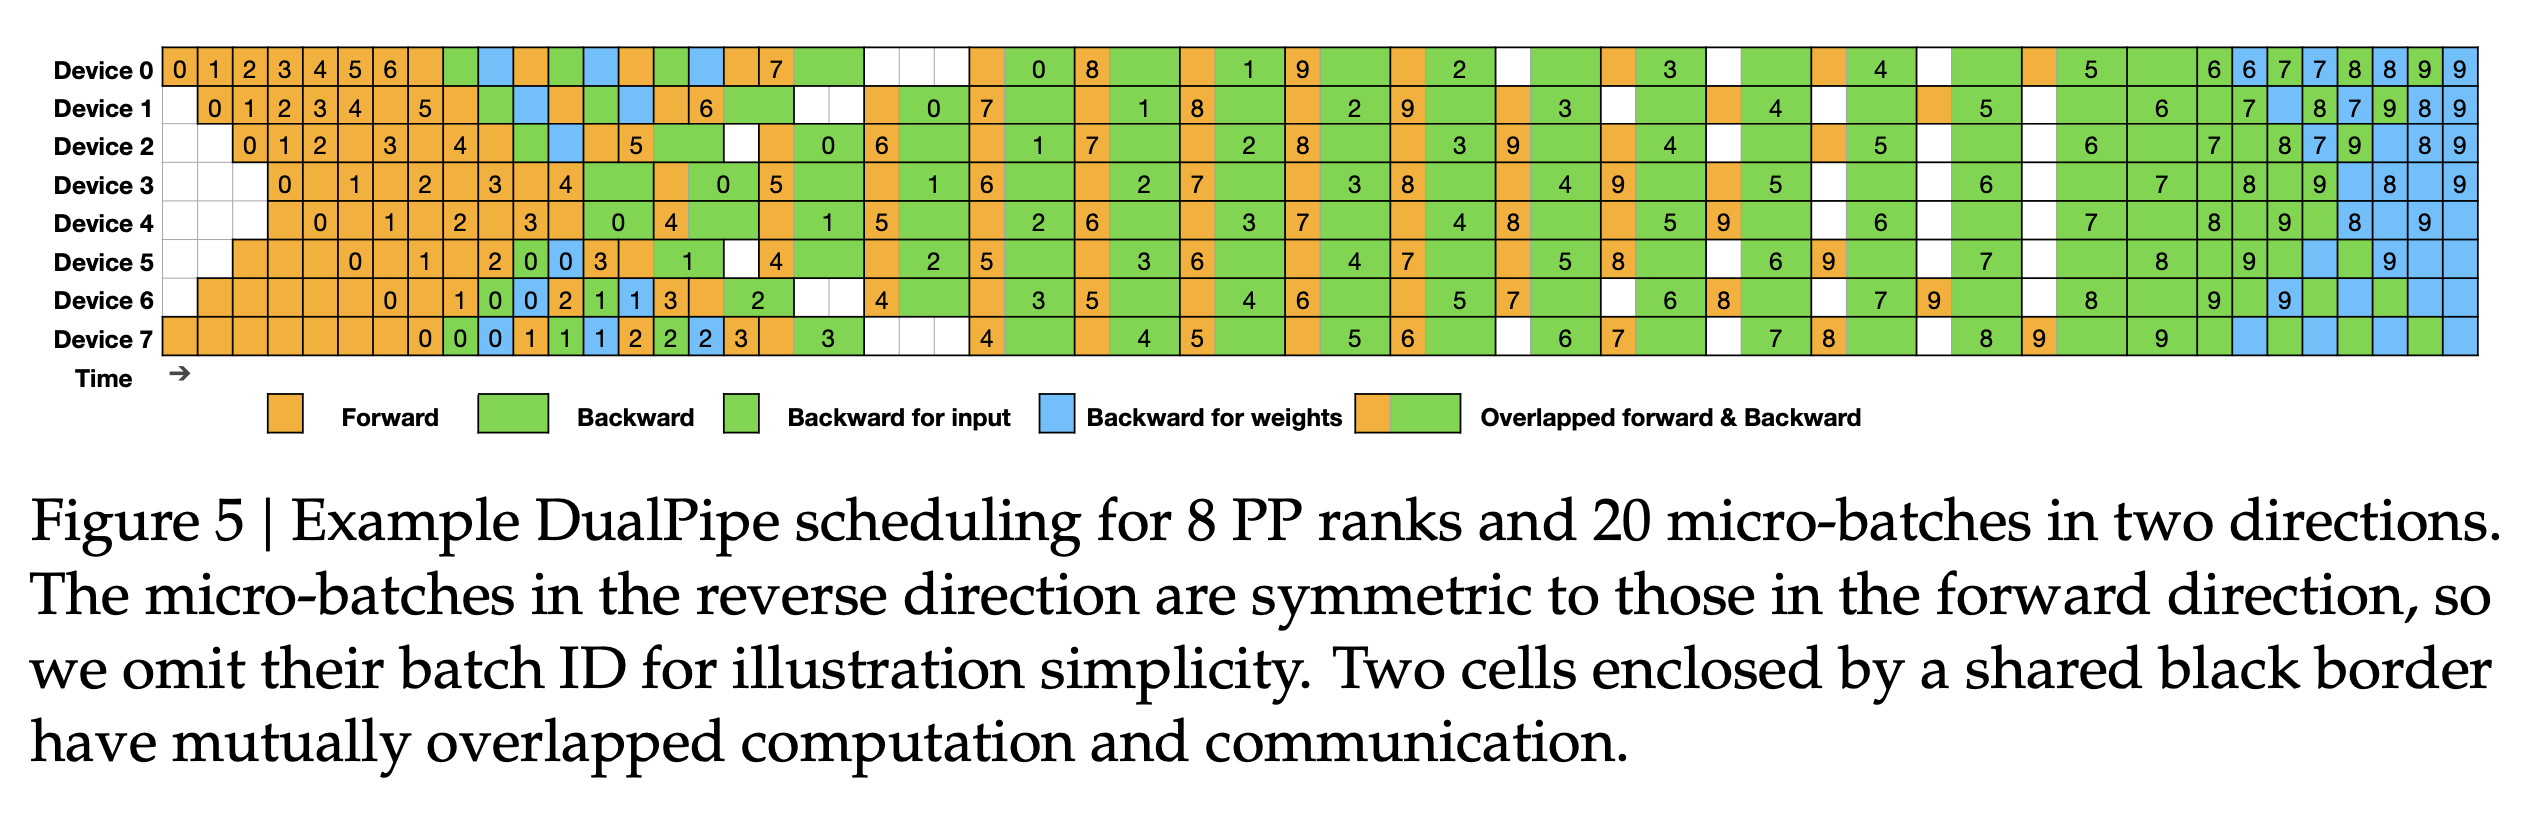 Device 0 0 1 2 3 4 5 6 7 0 8 1 9 2 3 4 5 6 6 7 7 8 8 9 9
Device 1 0 1 2 3 4 5 6 0 7 1 8 2 9 3 4 5 6 7 8 7 9 8 9
Device 2 0 1 2 3 4 5 0 6 1 7 2 8 3 9 4 5 6 7 8 7 9 8 9
Device 3 0 1 2 3 4 0 5 1 6 2 7 3 8 4 9 5 6 7 8 9 8 9
Device 4 0 1 2 3 0 4 1 5 2 6 3 7 4 8 5 9 6 7 8 9 8 9
Device 5 0 1 2 0 0 3 1 4 2 5 3 6 4 7 5 8 6 9 7 8 9 9
Device 6 0 1 0 0 2 1 1 3 2 4 3 5 4 6 5 7 6 8 7 9 8 9 9
Device 7 0 0 0 1 1 1 2 2 2 3 3 4 4 5 5 6 6 7 7 8 8 9 9
Time →
Forward Backward Backward for input Backward for weights Overlapped forward & Backward
Figure 5 | Example DualPipe scheduling for 8 PP ranks and 20 micro-batches in two directions.
The micro-batches in the reverse direction are symmetric to those in the forward direction, so
we omit their batch ID for illustration simplicity. Two cells enclosed by a shared black border
have mutually overlapped computation and communication.